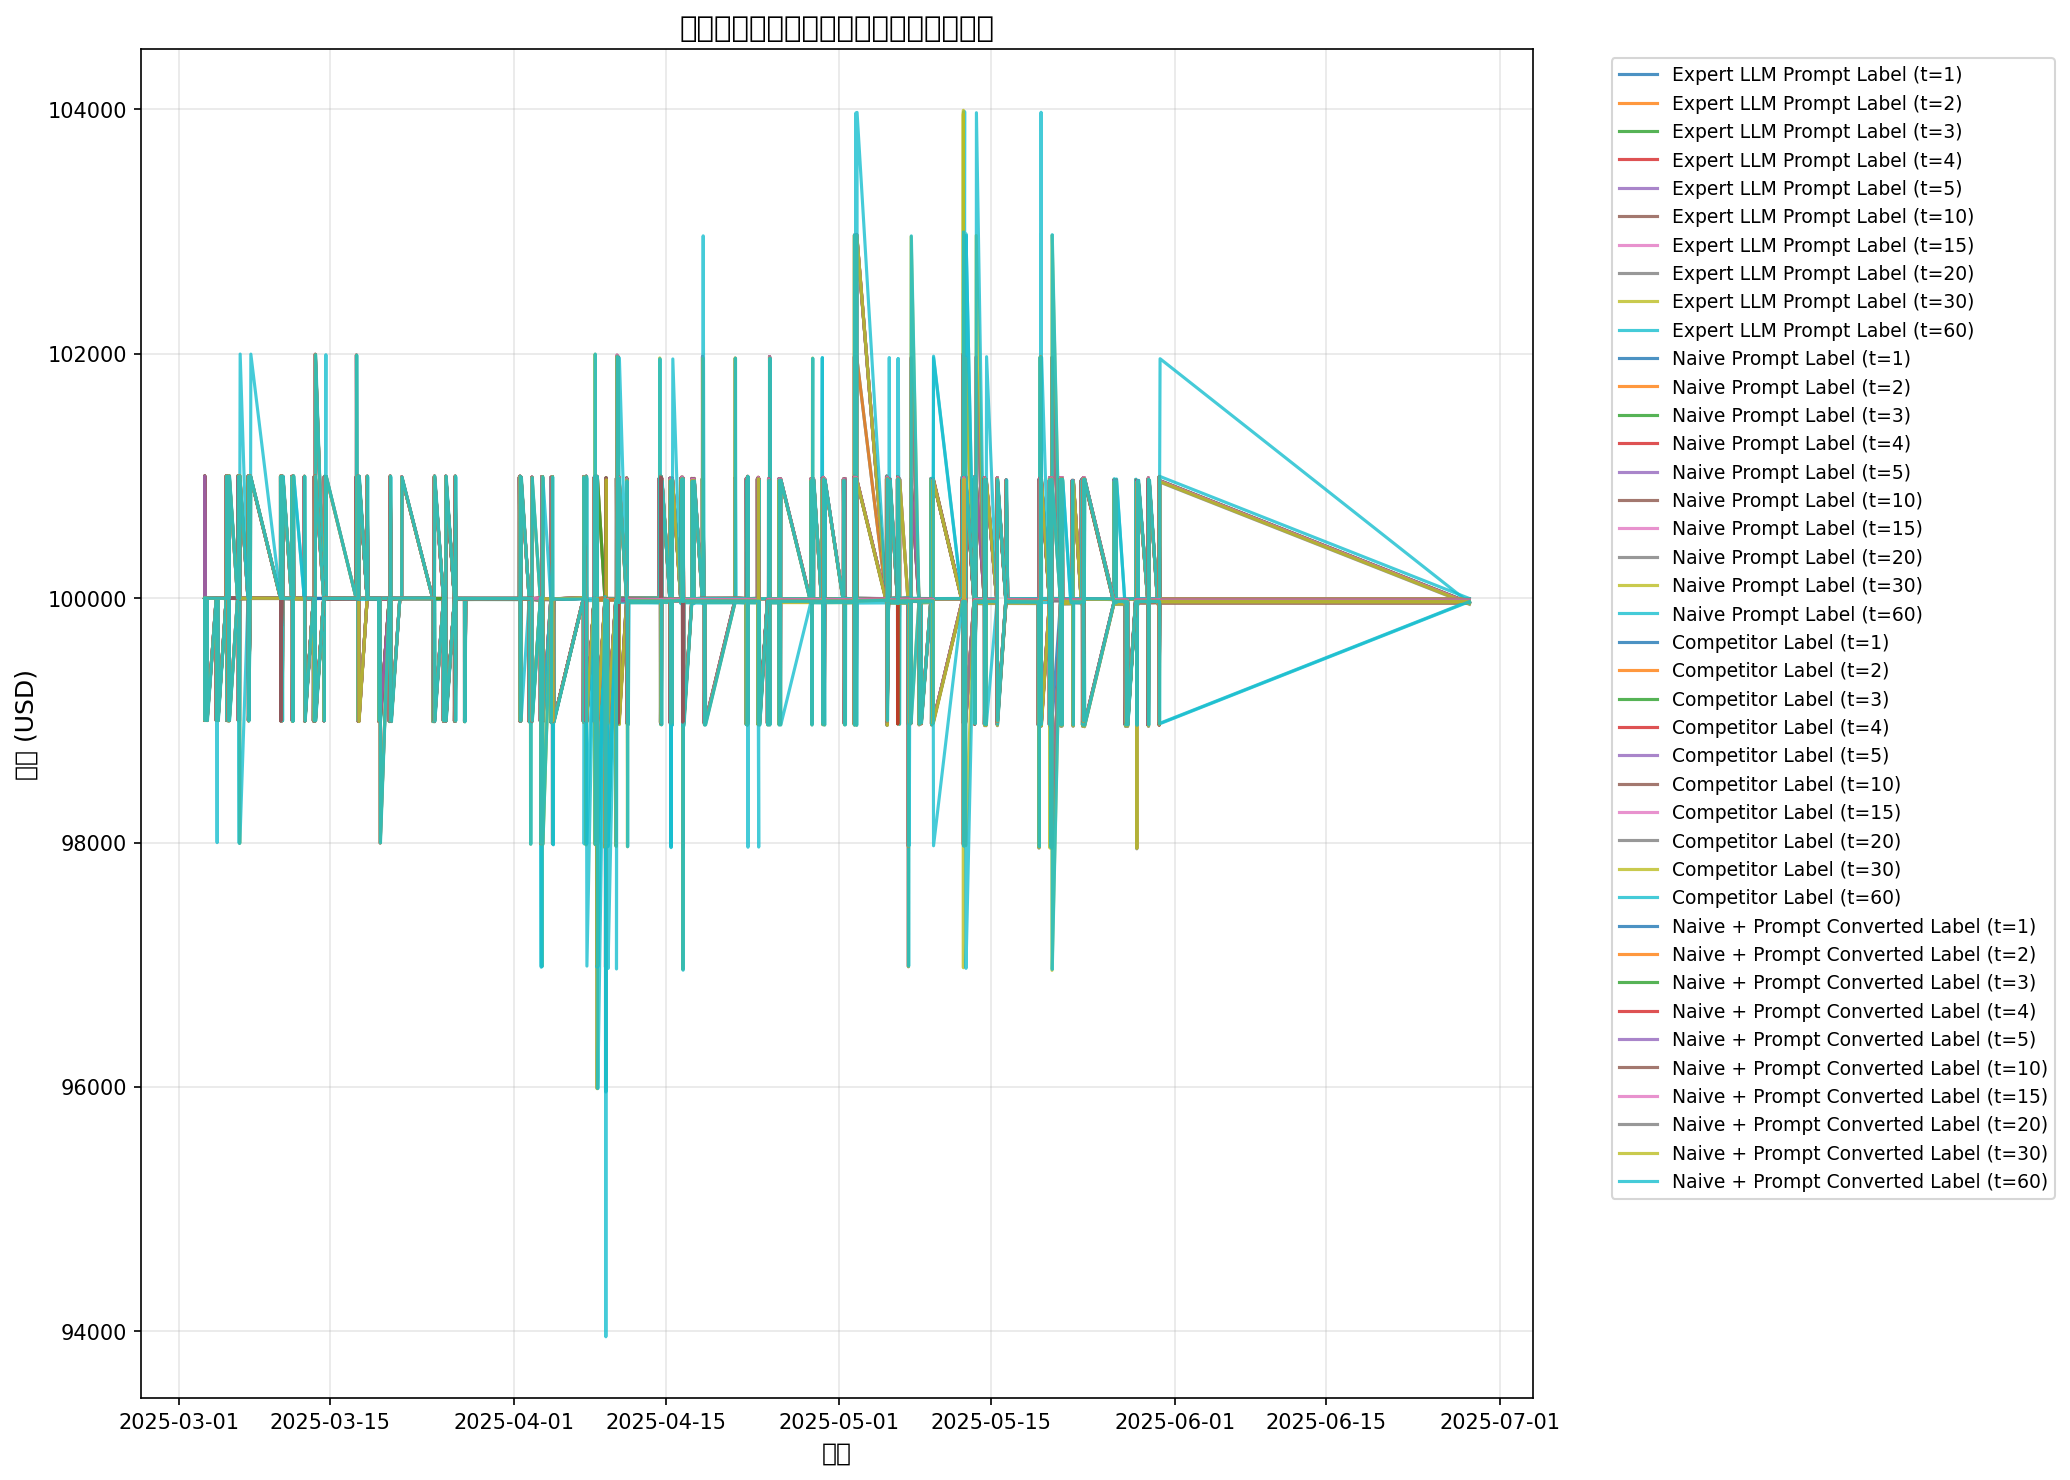 104000
102000
100000
98000
96000
94000
(USD)
2025-03-01 2025-03-15 2025-04-01 2025-04-15 2025-05-01 2025-05-15 2025-06-01 2025-06-15 2025-07-01
Expert LLM Prompt Label (t=1)
Expert LLM Prompt Label (t=2)
Expert LLM Prompt Label (t=3)
Expert LLM Prompt Label (t=4)
Expert LLM Prompt Label (t=5)
Expert LLM Prompt Label (t=10)
Expert LLM Prompt Label (t=15)
Expert LLM Prompt Label (t=20)
Expert LLM Prompt Label (t=30)
Expert LLM Prompt Label (t=60)
Naive Prompt Label (t=1)
Naive Prompt Label (t=2)
Naive Prompt Label (t=3)
Naive Prompt Label (t=4)
Naive Prompt Label (t=5)
Naive Prompt Label (t=10)
Naive Prompt Label (t=15)
Naive Prompt Label (t=20)
Naive Prompt Label (t=30)
Naive Prompt Label (t=60)
Competitor Label (t=1)
Competitor Label (t=2)
Competitor Label (t=3)
Competitor Label (t=4)
Competitor Label (t=5)
Competitor Label (t=10)
Competitor Label (t=15)
Competitor Label (t=20)
Competitor Label (t=30)
Competitor Label (t=60)
Naive + Prompt Converted Label (t=1)
Naive + Prompt Converted Label (t=2)
Naive + Prompt Converted Label (t=3)
Naive + Prompt Converted Label (t=4)
Naive + Prompt Converted Label (t=5)
Naive + Prompt Converted Label (t=10)
Naive + Prompt Converted Label (t=15)
Naive + Prompt Converted Label (t=20)
Naive + Prompt Converted Label (t=30)
Naive + Prompt Converted Label (t=60)